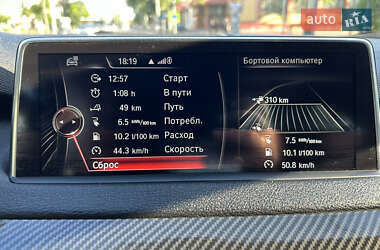 auto RIA
18:19
Бортовой компьютер
12:57 Старт
1:08 h В пути
49 km Путь
6.5 kWh/100 km Потребл.
10.2 l/100 km Расход
44.3 km/h Скорость
Сброс
310 km
7.5 kWh/100 km
10.1 l/100 km
50.8 km/h